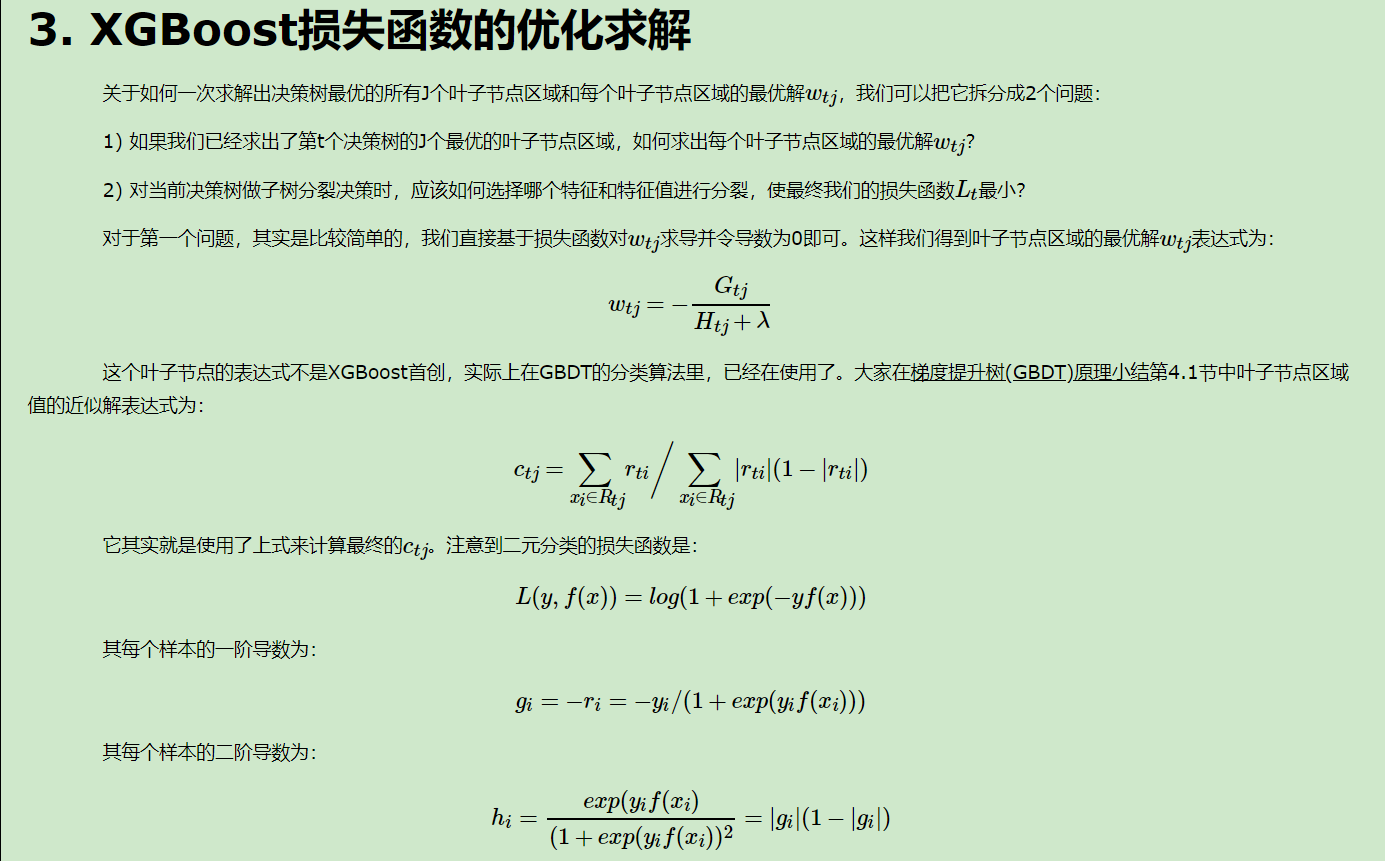 3. XGBoost损失函数的优化求解
关于如何一次求解出决策树最优的所有J个叶子节点区域和每个叶子节点区域的最优解$w_{tj}$，我们可以把它拆分成2个问题：
1) 如果我们已经求出了第t个决策树的J个最优的叶子节点区域，如何求出每个叶子节点区域的最优解$w_{tj}$?
2) 对当前决策树做子树分裂决策时，应该如何选择哪个特征和特征值进行分裂，使最终我们的损失函数$L_t$最小?
对于第一个问题，其实是比较简单的，我们直接基于损失函数对$w_{tj}$求导并令导数为0即可。这样我们得到叶子节点区域的最优解$w_{tj}$表达式为：
$w_{tj} = -\frac{G_{tj}}{H_{tj} + \lambda}$
这个叶子节点的表达式不是XGBoost首创，实际上在GBDT的分类算法里，已经在使用了。大家在梯度提升树(GBDT)原理小结第4.1节中叶子节点区域
值的近似解表达式为：
$c_{tj} = \sum_{x_i \in R_{tj}} r_{ti} \bigg/ \sum_{x_i \in R_{tj}} |r_{ti}|(1-|r_{ti}|)$
它其实就是使用了上式来计算最终的$c_{tj}$。注意到二元分类的损失函数是：
$L(y, f(x)) = log(1 + exp(-yf(x)))$
其每个样本的一阶导数为：
$g_i = -r_i = -y_i/(1 + exp(y_i f(x_i)))$
其每个样本的二阶导数为：
$h_i = \frac{exp(y_i f(x_i)}{(1 + exp(y_i f(x_i))^2} = |g_i|(1 - |g_i|)$